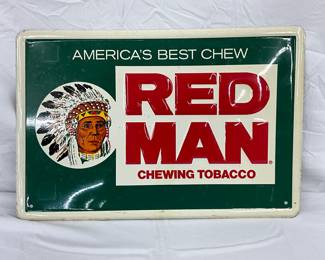 AMERICA'S BEST CHEW
RED
MAN®
CHEWING TOBACCO